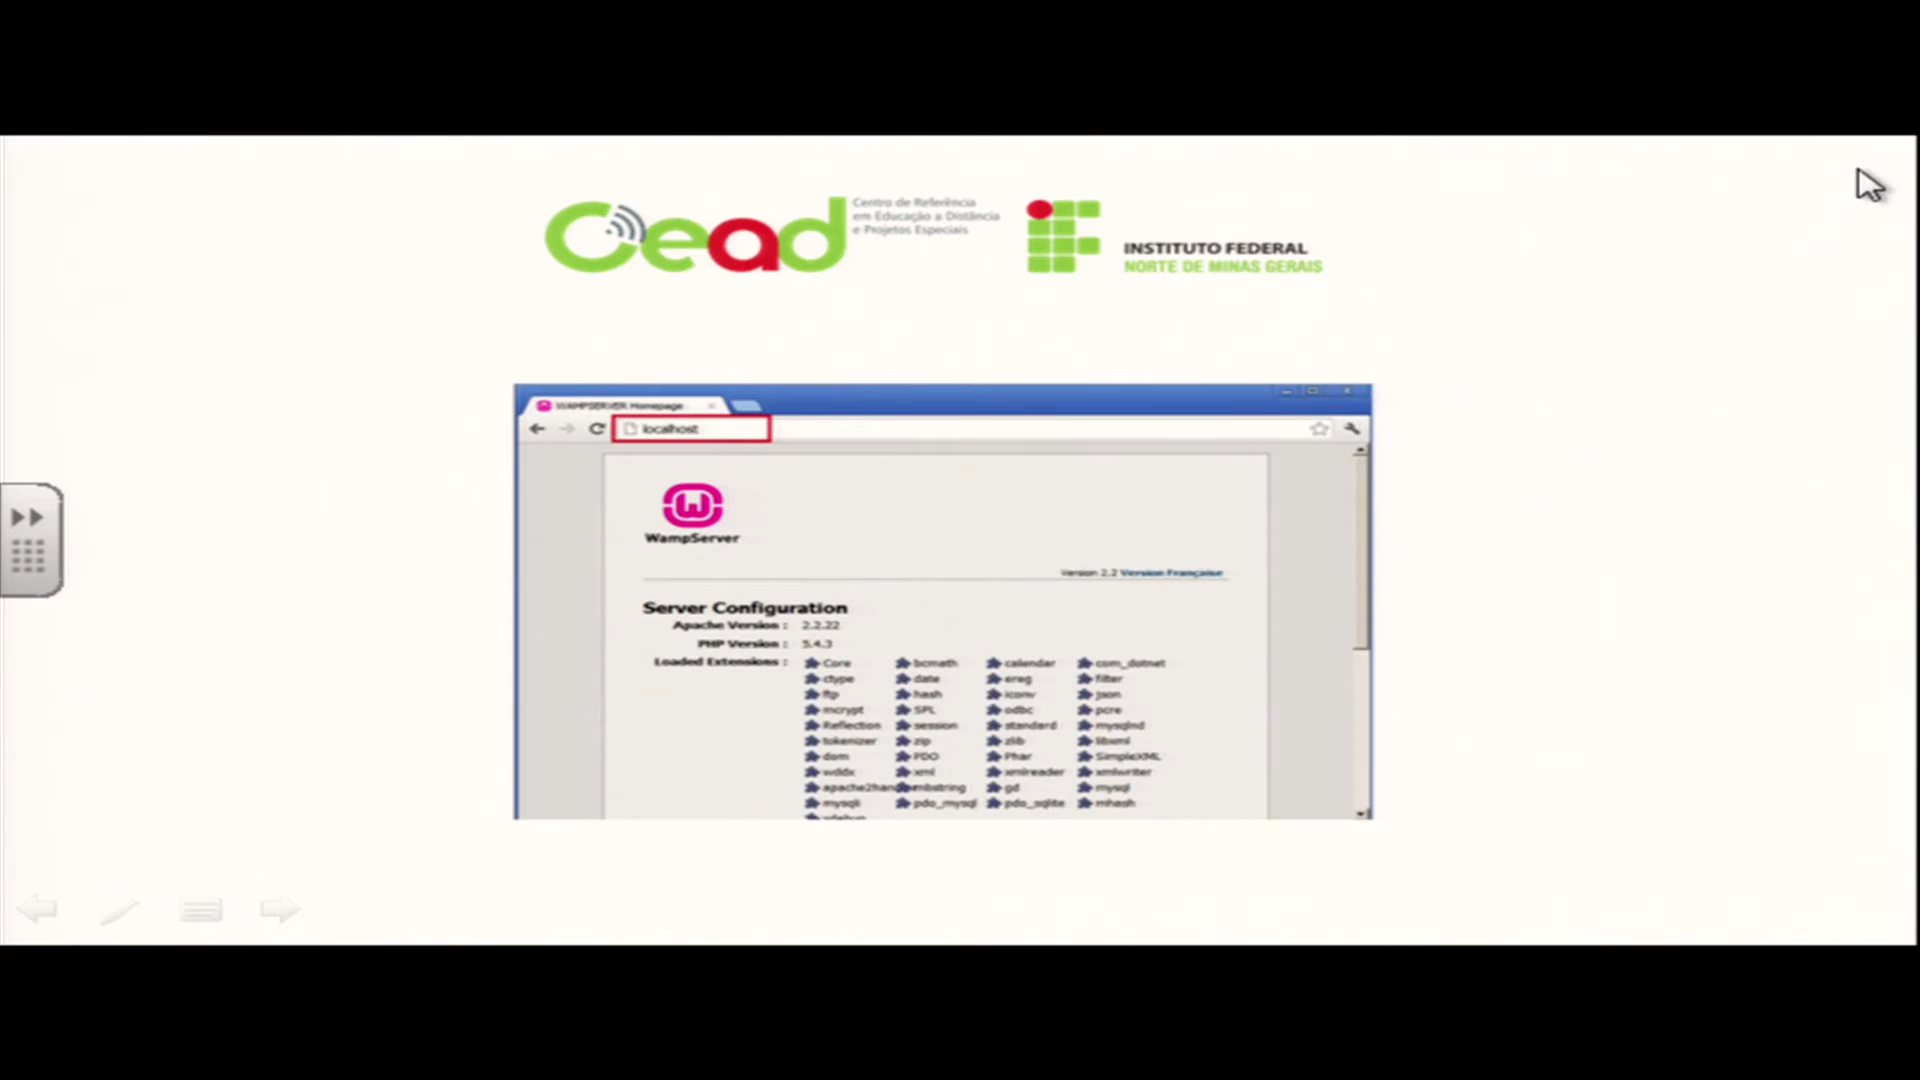 Cead
Centro de Referência
em Educação a Distância
e Projetos Especiais
INSTITUTO FEDERAL
NORTE DE MINAS GERAIS
WAMPSERVER Homepage
localhost
WampServer
Version 2.2 Version Française
Server Configuration
Apache Version : 2.2.22
PHP Version : 5.4.3
Loaded Extensions : Core bcmath calendar com_dotnet
ctype date ereg filter
ftp hash iconv json
mcrypt SPL odbc pcre
Reflection session standard mysqlnd
tokenizer zip zlib libxml
dom PDO Phar SimpleXML
wddx xml xmlreader xmlwriter
mbstring gd mysql
mysqli pdo_mysql pdo_sqlite mhash